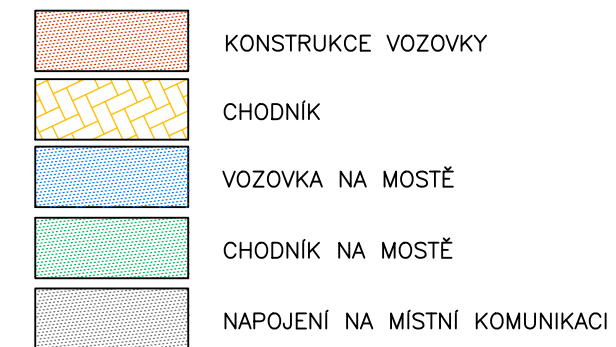 KONSTRUKCE VOZOVKY
CHODNÍK
VOZOVKA NA MOSTĚ
CHODNÍK NA MOSTĚ
NAPOJENÍ NA MÍSTNÍ KOMUNIKACI